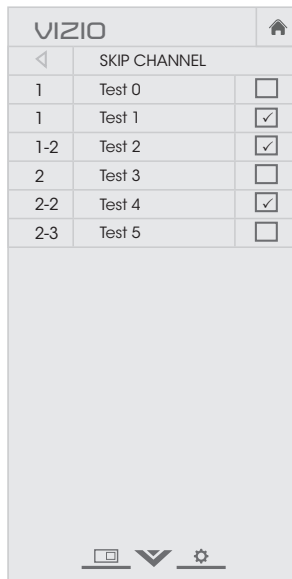 VIZIO
SKIP CHANNEL
1 Test 0
1 Test 1
1-2 Test 2
2 Test 3
2-2 Test 4
2-3 Test 5